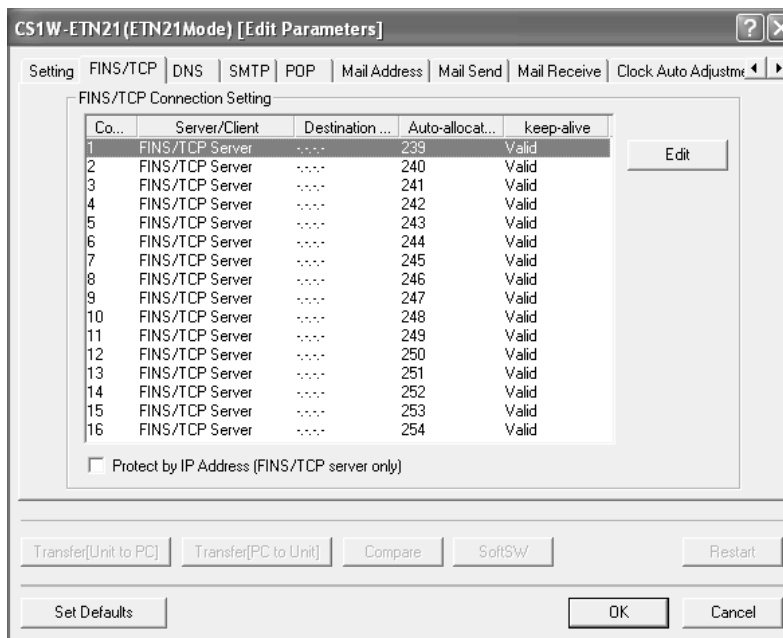 CS1W-ETN21(ETN21Mode) [Edit Parameters]
Setting FINS/TCP DNS SMTP POP Mail Address Mail Send Mail Receive Clock Auto Adjustme
FINS/TCP Connection Setting
Co... Server/Client Destination ... Auto-allocat... keep-alive
1 FINS/TCP Server -.-.-.- 239 Valid
Edit
2 FINS/TCP Server -.-.-.- 240 Valid
3 FINS/TCP Server -.-.-.- 241 Valid
4 FINS/TCP Server -.-.-.- 242 Valid
5 FINS/TCP Server -.-.-.- 243 Valid
6 FINS/TCP Server -.-.-.- 244 Valid
7 FINS/TCP Server -.-.-.- 245 Valid
8 FINS/TCP Server -.-.-.- 246 Valid
9 FINS/TCP Server -.-.-.- 247 Valid
10 FINS/TCP Server -.-.-.- 248 Valid
11 FINS/TCP Server -.-.-.- 249 Valid
12 FINS/TCP Server -.-.-.- 250 Valid
13 FINS/TCP Server -.-.-.- 251 Valid
14 FINS/TCP Server -.-.-.- 252 Valid
15 FINS/TCP Server -.-.-.- 253 Valid
16 FINS/TCP Server -.-.-.- 254 Valid
Protect by IP Address (FINS/TCP server only)
Transfer[Unit to PC] Transfer[PC to Unit] Compare SoftSW Restart
Set Defaults OK Cancel